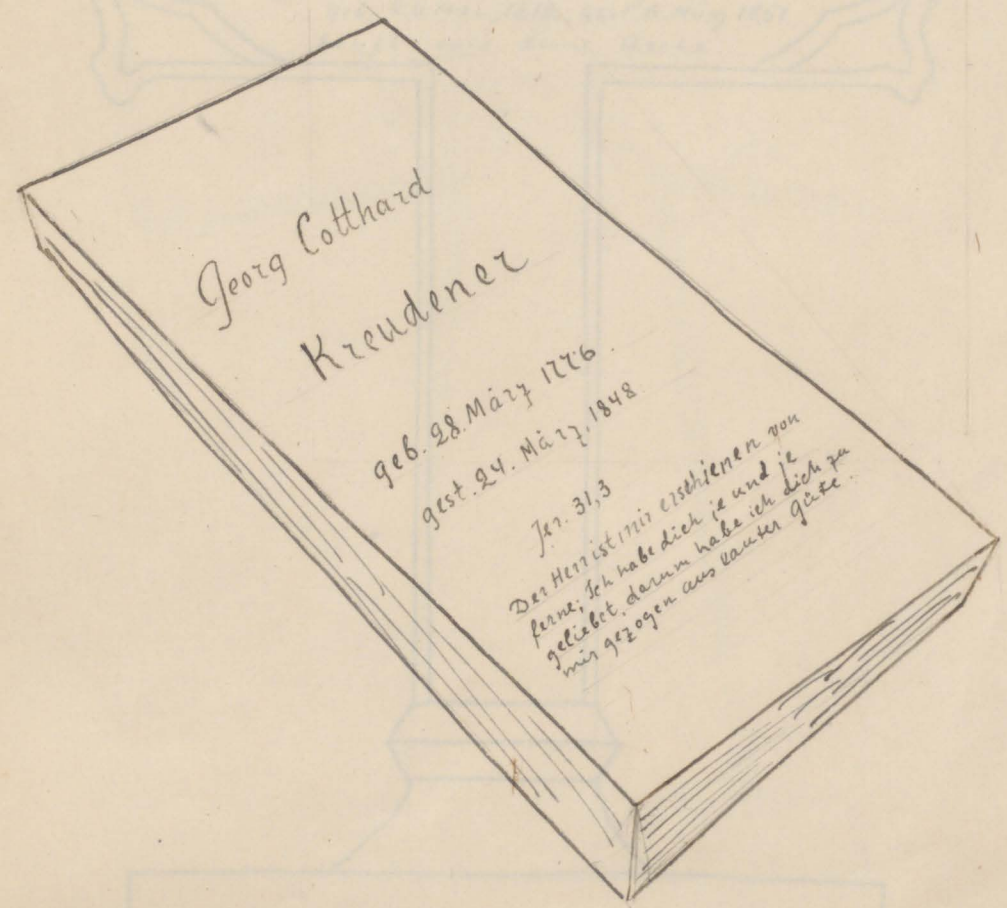 Georg Cotthard
Kreudener
geb. 28. März 1776.
gest. 24. März, 1848
Jer. 31,3
Der Herr ist mir erschienen von
ferne; Ich habe dich je und je
geliebet, darum habe ich dich zu
mir gezogen aus lauter Güte.